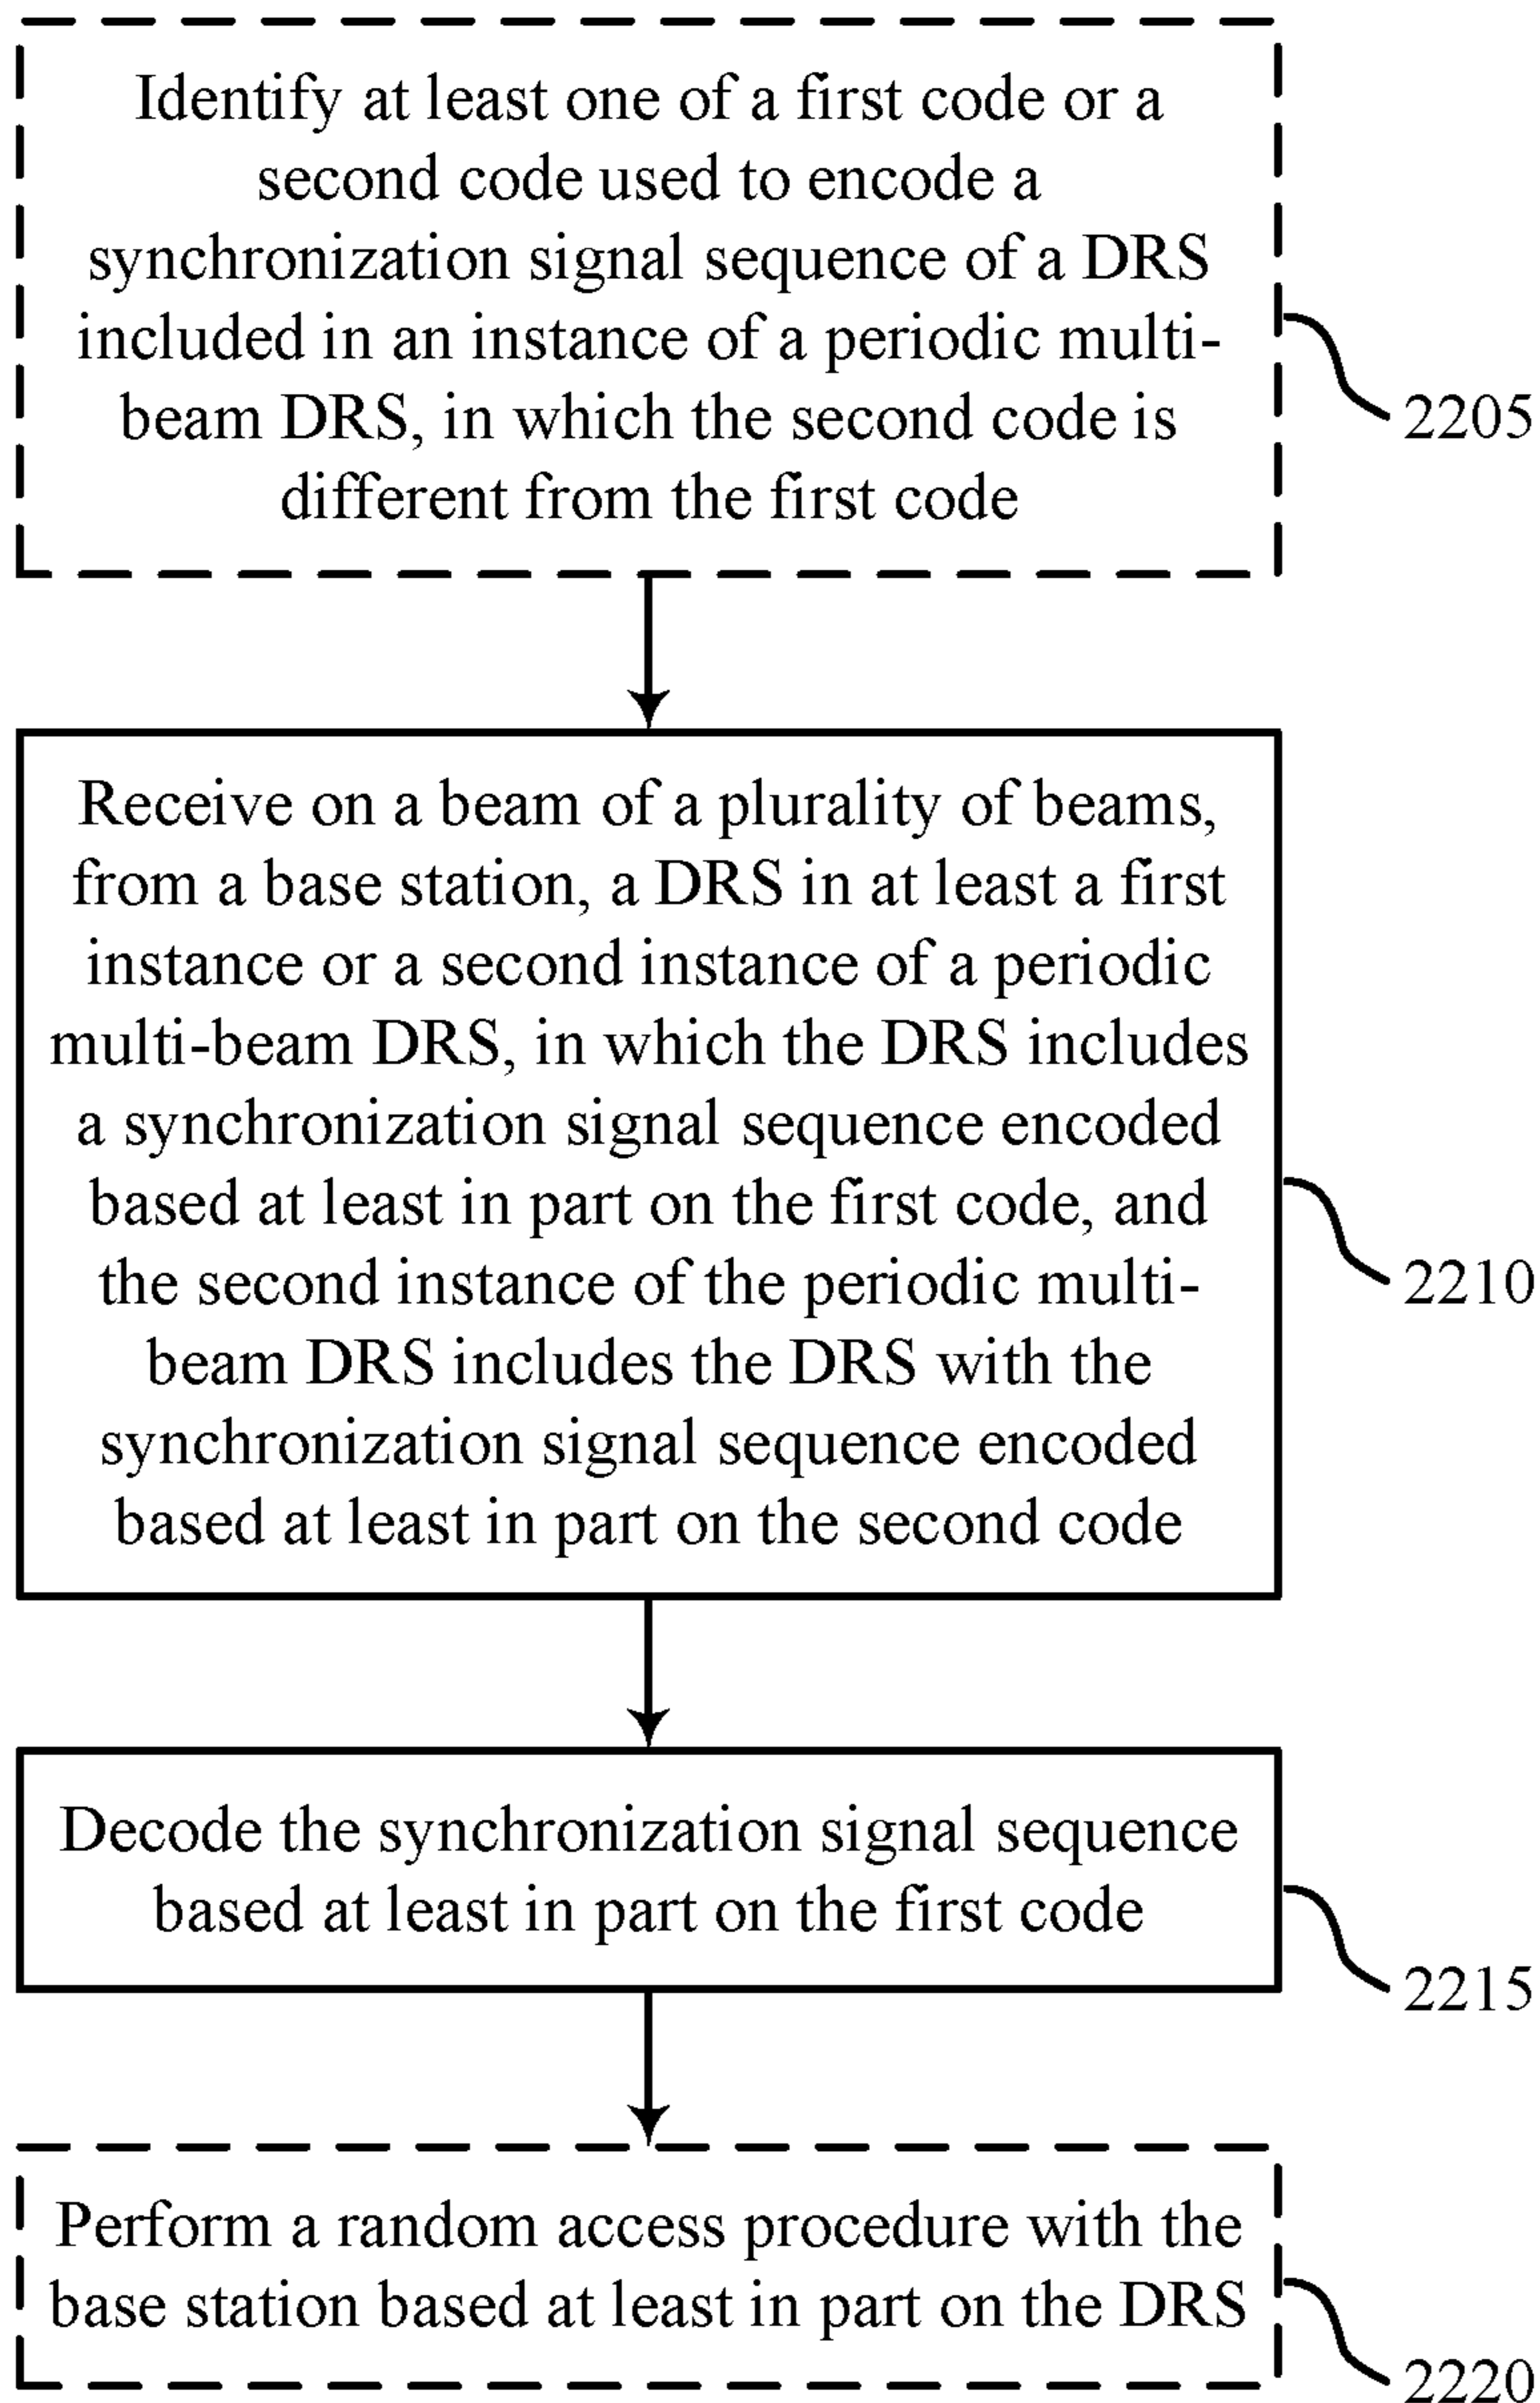 Identify at least one of a first code or a
second code used to encode a
synchronization signal sequence of a DRS
included in an instance of a periodic multi-
beam DRS, in which the second code is
different from the first code
2205
Receive on a beam of a plurality of beams,
from a base station, a DRS in at least a first
instance or a second instance of a periodic
multi-beam DRS, in which the DRS includes
a synchronization signal sequence encoded
based at least in part on the first code, and
the second instance of the periodic multi-
beam DRS includes the DRS with the
synchronization signal sequence encoded
based at least in part on the second code
2210
Decode the synchronization signal sequence
based at least in part on the first code
2215
Perform a random access procedure with the
base station based at least in part on the DRS
2220